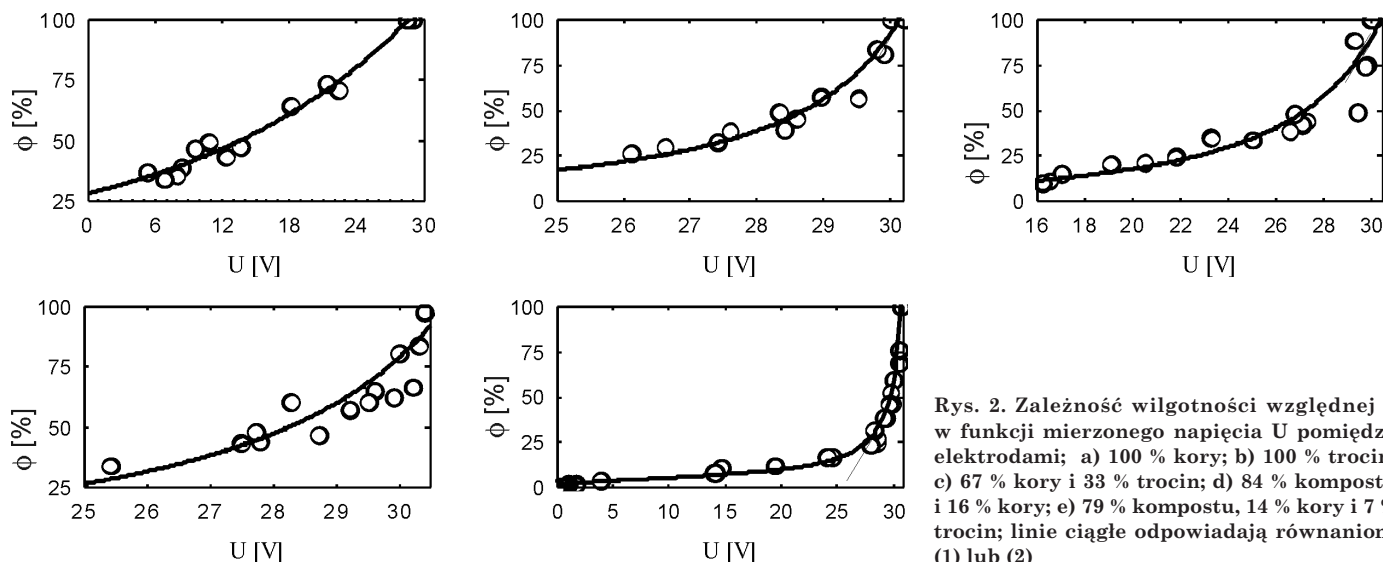 100
75
50
25
ϕ [%]
0 6 12 18 24 30
U [V]
100
75
50
25
0
ϕ [%]
25 26 27 28 29 30
U [V]
100
75
50
25
0
ϕ [%]
16 18 20 22 24 26 28 30
U [V]
100
75
50
25
0
ϕ [%]
25 26 27 28 29 30
U [V]
100
75
50
25
0
ϕ [%]
0 5 10 15 20 25 30
U [V]
Rys. 2. Zależność wilgotności względnej
w funkcji mierzonego napięcia U pomiędz
elektrodami; a) 100 % kory; b) 100 % trocin
c) 67 % kory i 33 % trocin; d) 84 % kompost
i 16 % kory; e) 79 % kompostu, 14 % kory i 7 %
trocin; linie ciągłe odpowiadają równaniom
(1) lub (2)